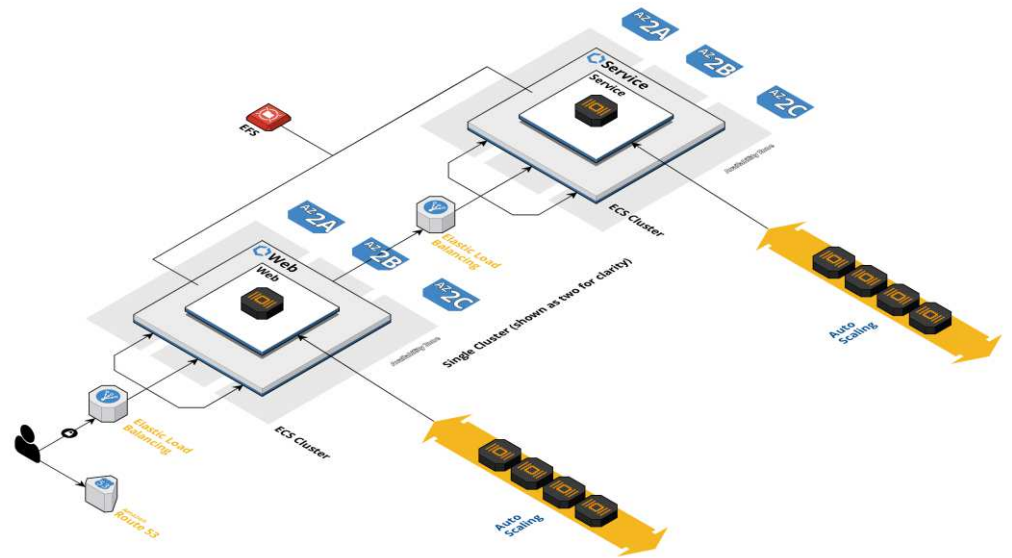 AZ 2A
AZ 2B
AZ 2C
Service
Service
EFS
Availability Zone
ECS Cluster
Elastic Load
Balancing
AZ 2A
AZ 2B
AZ 2C
Web
Web
Single Cluster (shown as two for clarity)
Availability Zone
Auto
Scaling
ECS Cluster
Elastic Load
Balancing
Amazon
Route 53
Auto
Scaling